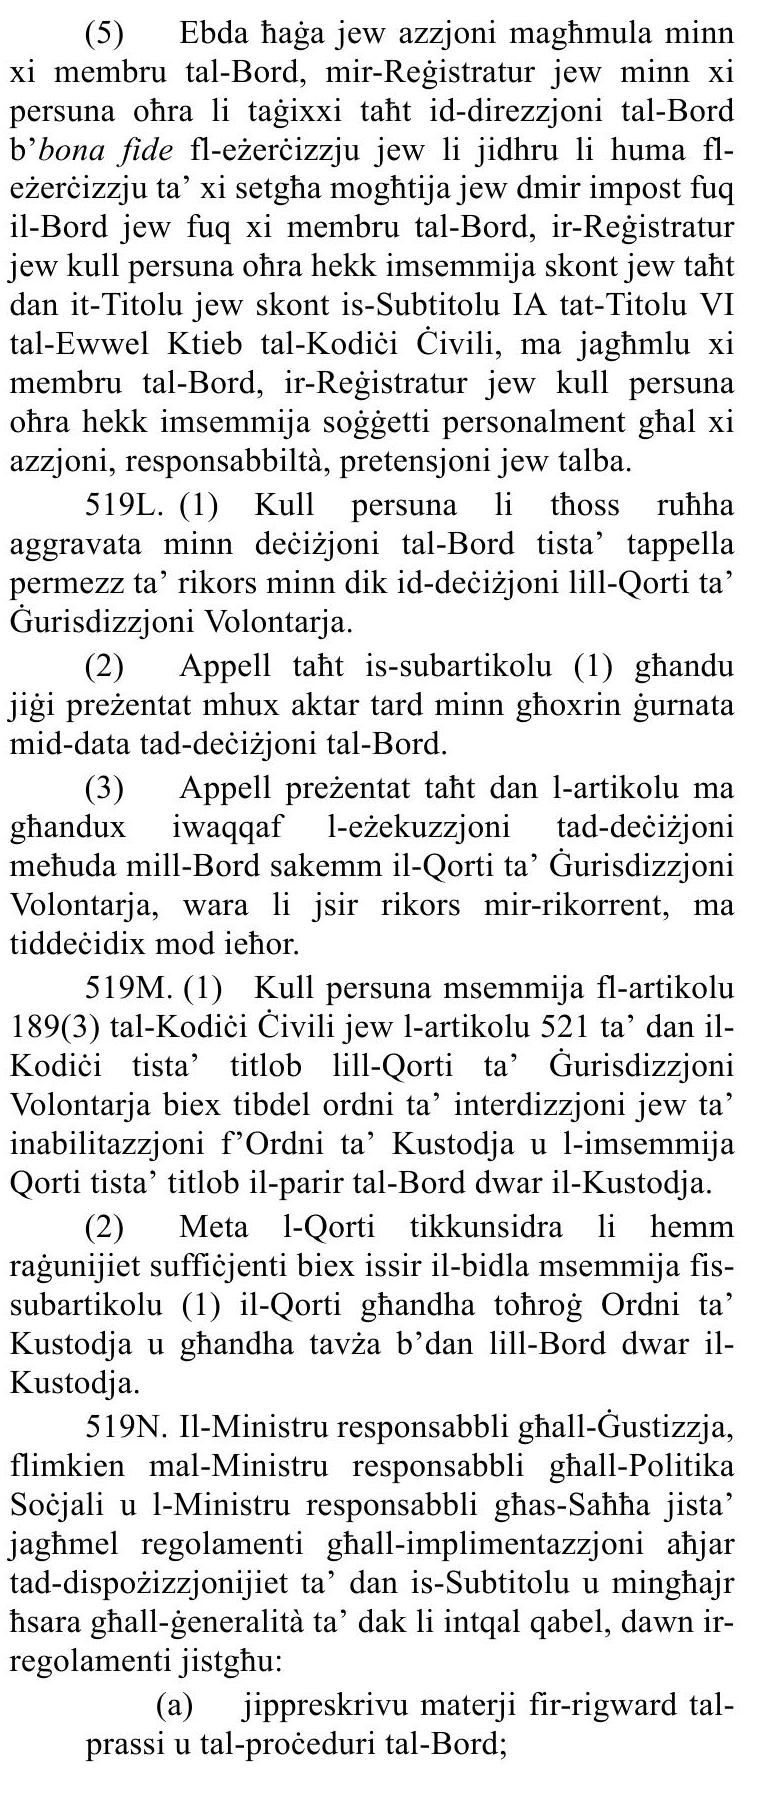 (5) Ebda ħaġa jew azzjoni magħmula minn
xi membru tal-Bord, mir-Reġistratur jew minn xi
persuna oħra li taġixxi taħt id-direzzjoni tal-Bord
b’bona fide fl-eżerċizzju jew li jidhru li huma fl-
eżerċizzju ta’ xi setgħa mogħtija jew dmir impost fuq
il-Bord jew fuq xi membru tal-Bord, ir-Reġistratur
jew kull persuna oħra hekk imsemmija skont jew taħt
dan it-Titolu jew skont is-Subtitolu IA tat-Titolu VI
tal-Ewwel Ktieb tal-Kodiċi Ċivili, ma jagħmlu xi
membru tal-Bord, ir-Reġistratur jew kull persuna
oħra hekk imsemmija soġġetti personalment għal xi
azzjoni, responsabbiltà, pretensjoni jew talba.
519L. (1) Kull persuna li tħoss ruħha
aggravata minn deċiżjoni tal-Bord tista’ tappella
permezz ta’ rikors minn dik id-deċiżjoni lill-Qorti ta’
Ġurisdizzjoni Volontarja.
(2) Appell taħt is-subartikolu (1) għandu
jiġi preżentat mhux aktar tard minn għoxrin ġurnata
mid-data tad-deċiżjoni tal-Bord.
(3) Appell preżentat taħt dan l-artikolu ma
għandux iwaqqaf l-eżekuzzjoni tad-deċiżjoni
meħuda mill-Bord sakemm il-Qorti ta’ Ġurisdizzjoni
Volontarja, wara li jsir rikors mir-rikorrent, ma
tiddeċidix mod ieħor.
519M. (1) Kull persuna msemmija fl-artikolu
189(3) tal-Kodiċi Ċivili jew l-artikolu 521 ta’ dan il-
Kodiċi tista’ titlob lill-Qorti ta’ Ġurisdizzjoni
Volontarja biex tibdel ordni ta’ interdizzjoni jew ta’
inabilitazzjoni f’Ordni ta’ Kustodja u l-imsemmija
Qorti tista’ titlob il-parir tal-Bord dwar il-Kustodja.
(2) Meta l-Qorti tikkunsidra li hemm
raġunijiet suffiċjenti biex issir il-bidla msemmija fis-
subartikolu (1) il-Qorti għandha toħroġ Ordni ta’
Kustodja u għandha tavża b’dan lill-Bord dwar il-
Kustodja.
519N. Il-Ministru responsabbli għall-Ġustizzja,
flimkien mal-Ministru responsabbli għall-Politika
Soċjali u l-Ministru responsabbli għas-Saħħa jista’
jagħmel regolamenti għall-implimentazzjoni aħjar
tad-dispożizzjonijiet ta’ dan is-Subtitolu u mingħajr
ħsara għall-ġeneralità ta’ dak li intqal qabel, dawn ir-
regolamenti jistgħu:
(a) jippreskrivu materji fir-rigward tal-
prassi u tal-proċeduri tal-Bord;